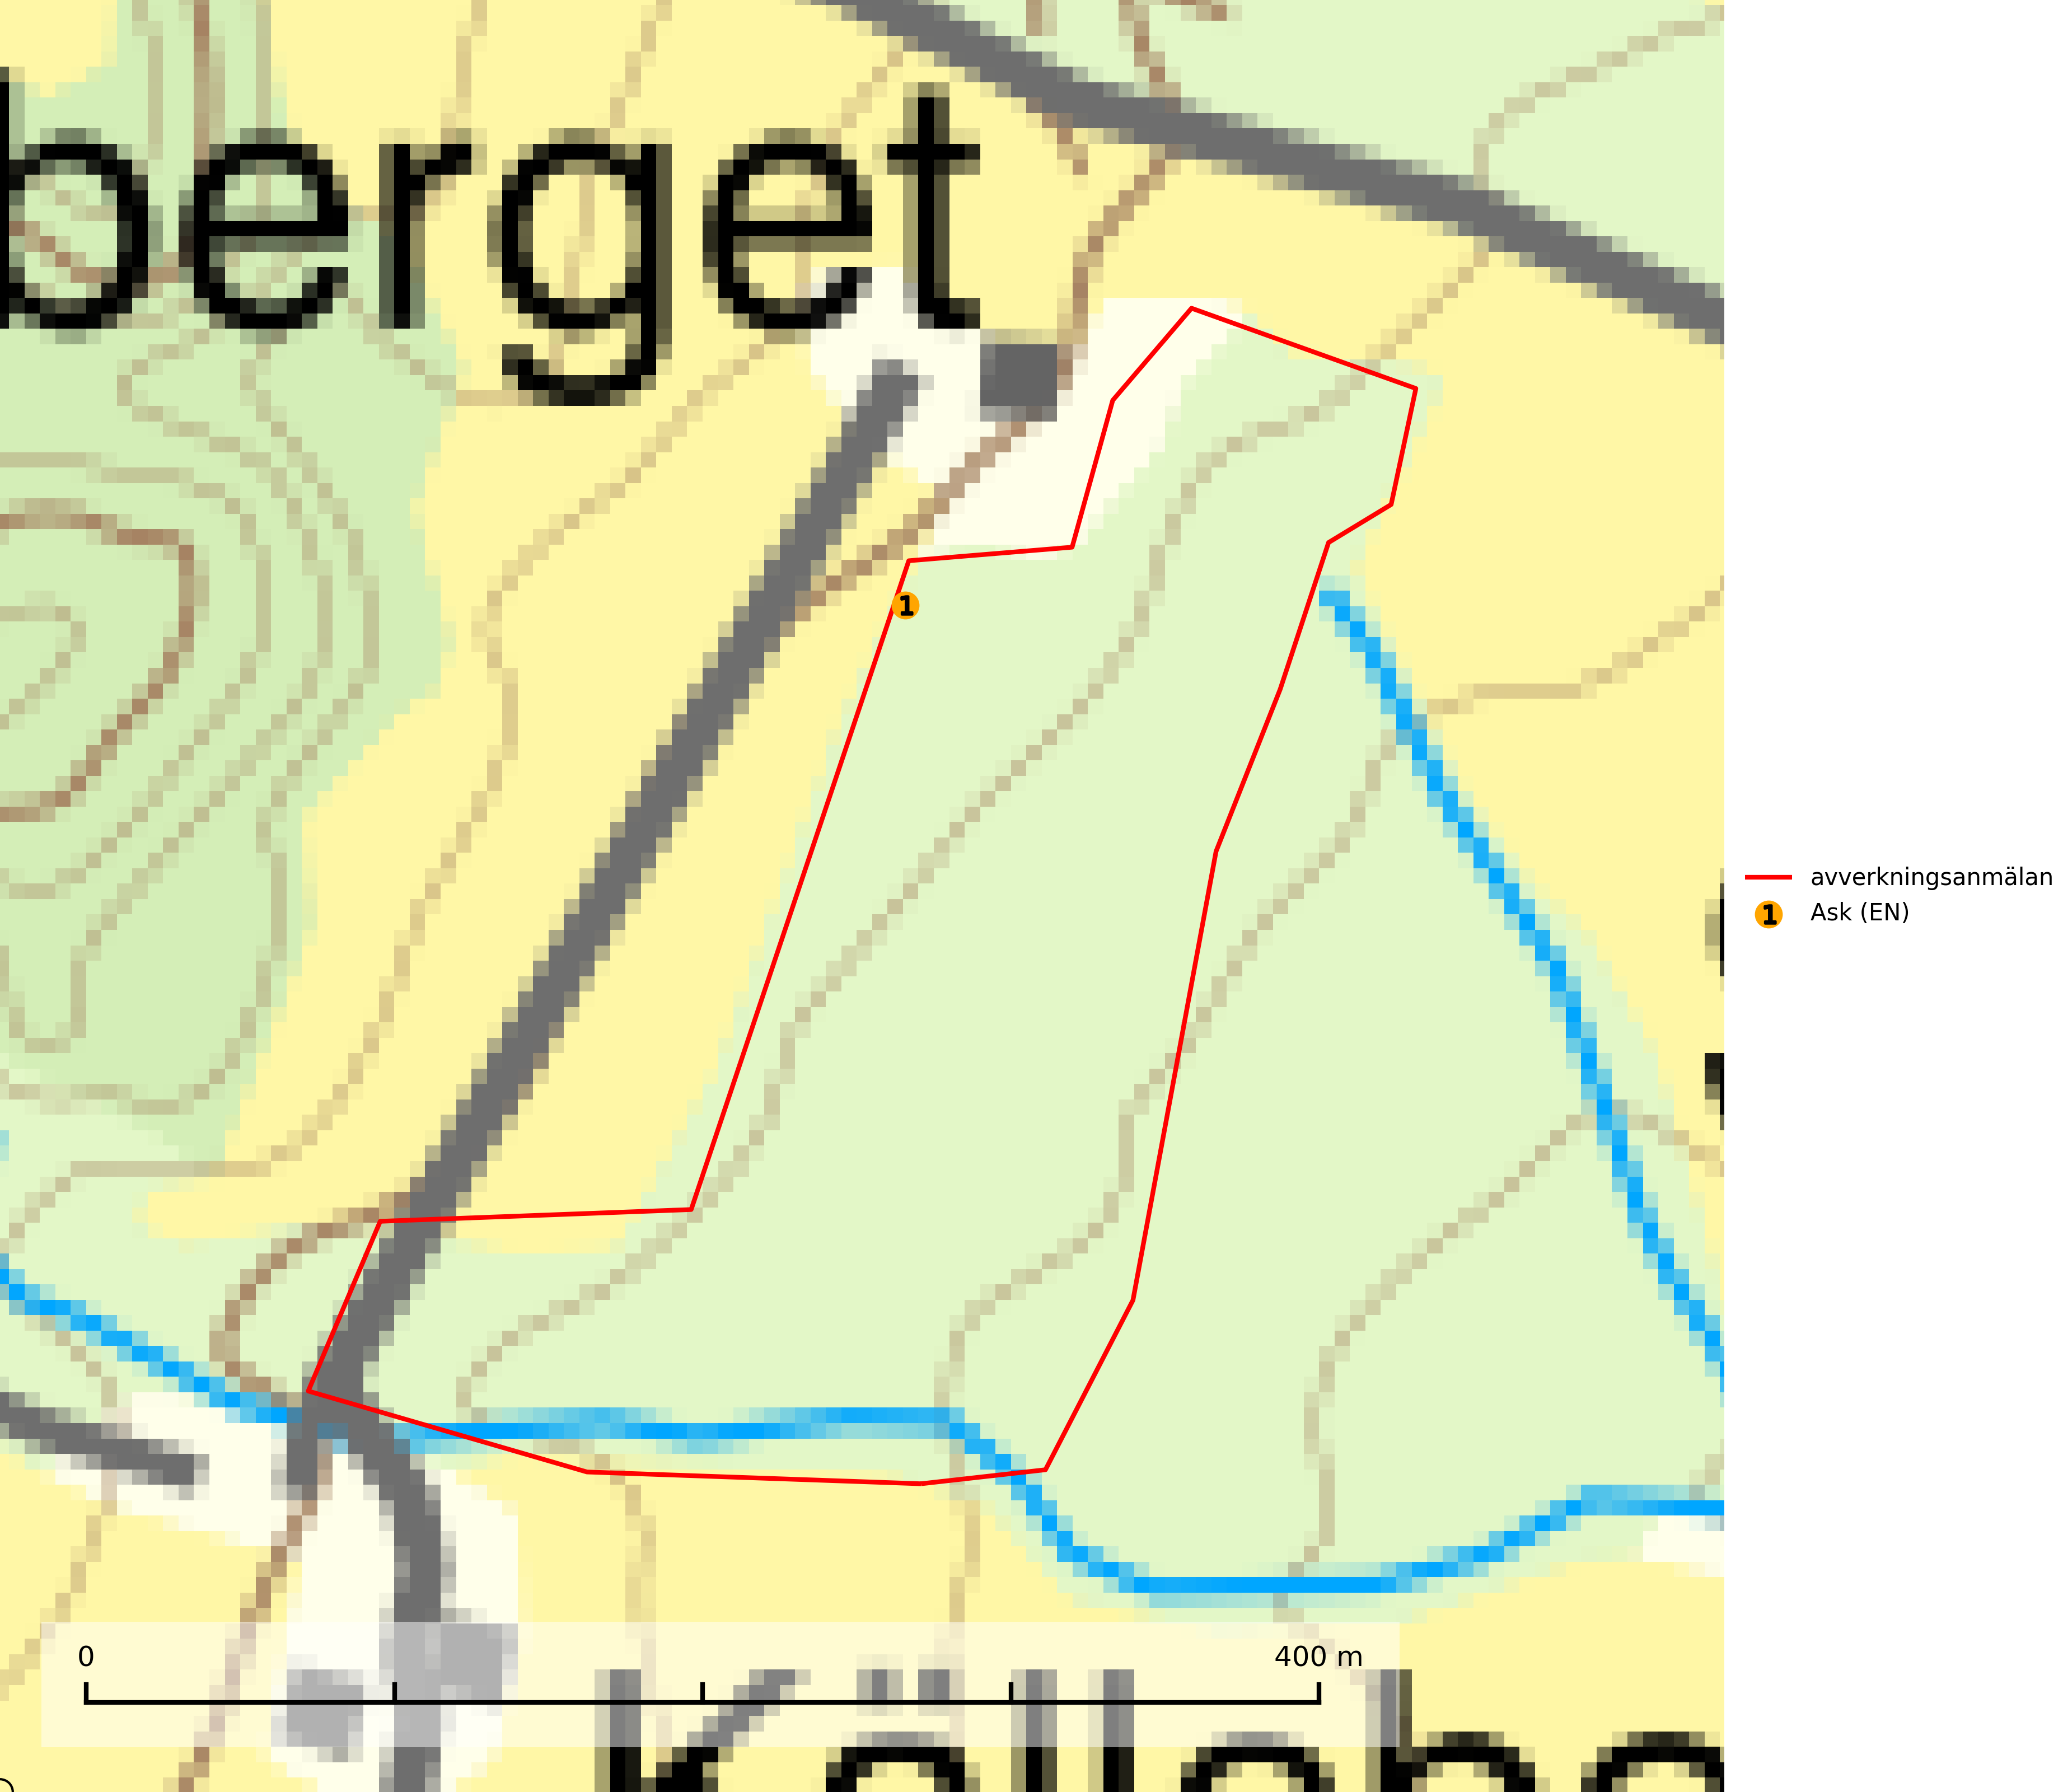 berget
1
avverkningsanmälan
1 Ask (EN)
0 400 m